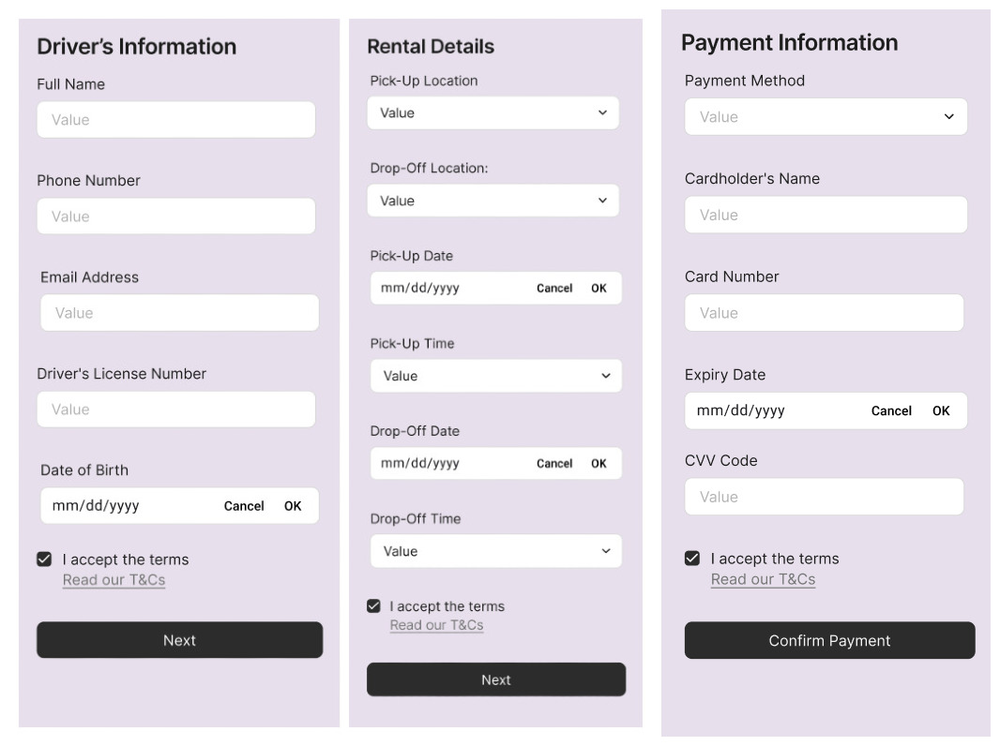 Driver’s Information
Full Name
Value
Phone Number
Value
Email Address
Value
Driver's License Number
Value
Date of Birth
mm/dd/yyyy Cancel OK
I accept the terms
Read our T&Cs
Next
Rental Details
Pick-Up Location
Value
Drop-Off Location:
Value
Pick-Up Date
mm/dd/yyyy Cancel OK
Pick-Up Time
Value
Drop-Off Date
mm/dd/yyyy Cancel OK
Drop-Off Time
Value
I accept the terms
Read our T&Cs
Next
Payment Information
Payment Method
Value
Cardholder's Name
Value
Card Number
Value
Expiry Date
mm/dd/yyyy Cancel OK
CVV Code
Value
I accept the terms
Read our T&Cs
Confirm Payment